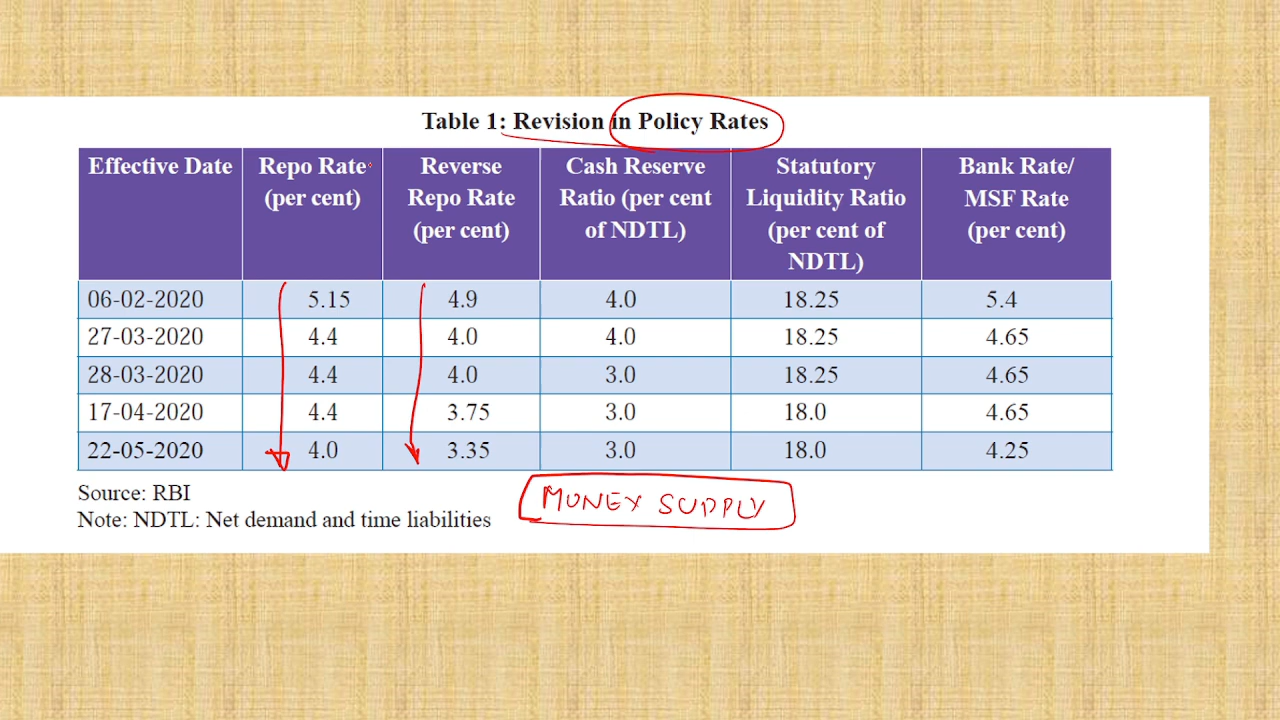 Table 1: Revision in Policy Rates
Effective Date Repo Rate (per cent) Reverse Repo Rate (per cent) Cash Reserve Ratio (per cent of NDTL) Statutory Liquidity Ratio (per cent of NDTL) Bank Rate/ MSF Rate (per cent)
06-02-2020 5.15 4.9 4.0 18.25 5.4
27-03-2020 4.4 4.0 4.0 18.25 4.65
28-03-2020 4.4 4.0 3.0 18.25 4.65
17-04-2020 4.4 3.75 3.0 18.0 4.65
22-05-2020 4.0 3.35 3.0 18.0 4.25
Source: RBI
MONEY SUPPLY
Note: NDTL: Net demand and time liabilities